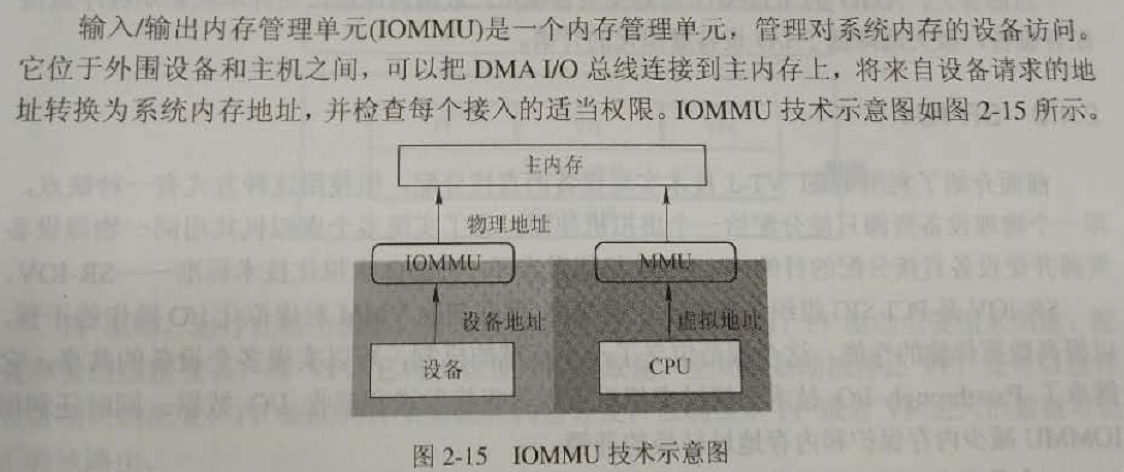 输入/输出内存管理单元(IOMMU)是一个内存管理单元，管理对系统内存的设备访问。
它位于外围设备和主机之间，可以把 DMA I/O 总线连接到主内存上，将来自设备请求的地
址转换为系统内存地址，并检查每个接入的适当权限。IOMMU 技术示意图如图 2-15 所示。
主内存
物理地址
IOMMU
MMU
设备地址
虚拟地址
设备
CPU
图 2-15 IOMMU 技术示意图